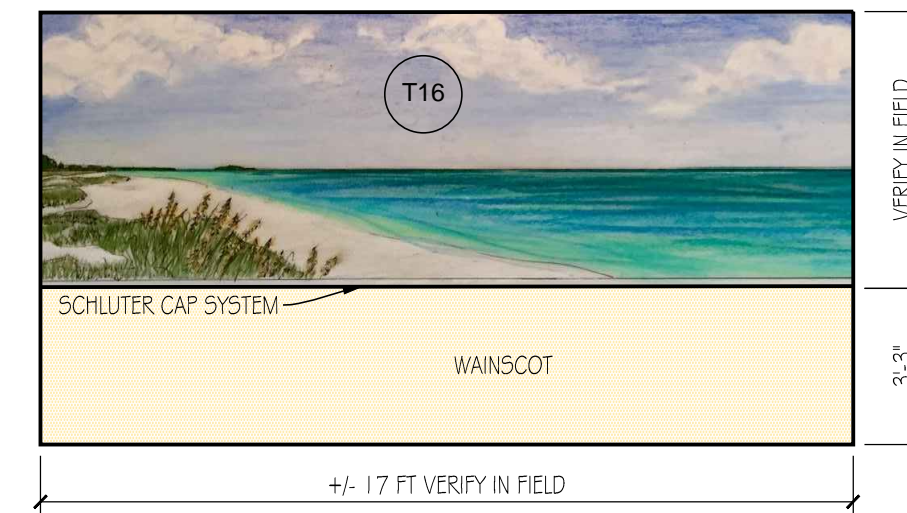 T16
VERIFY IN FIELD
SCHLUTER CAP SYSTEM
WAINSCOT
3'-3"
+/- 17 FT VERIFY IN FIELD